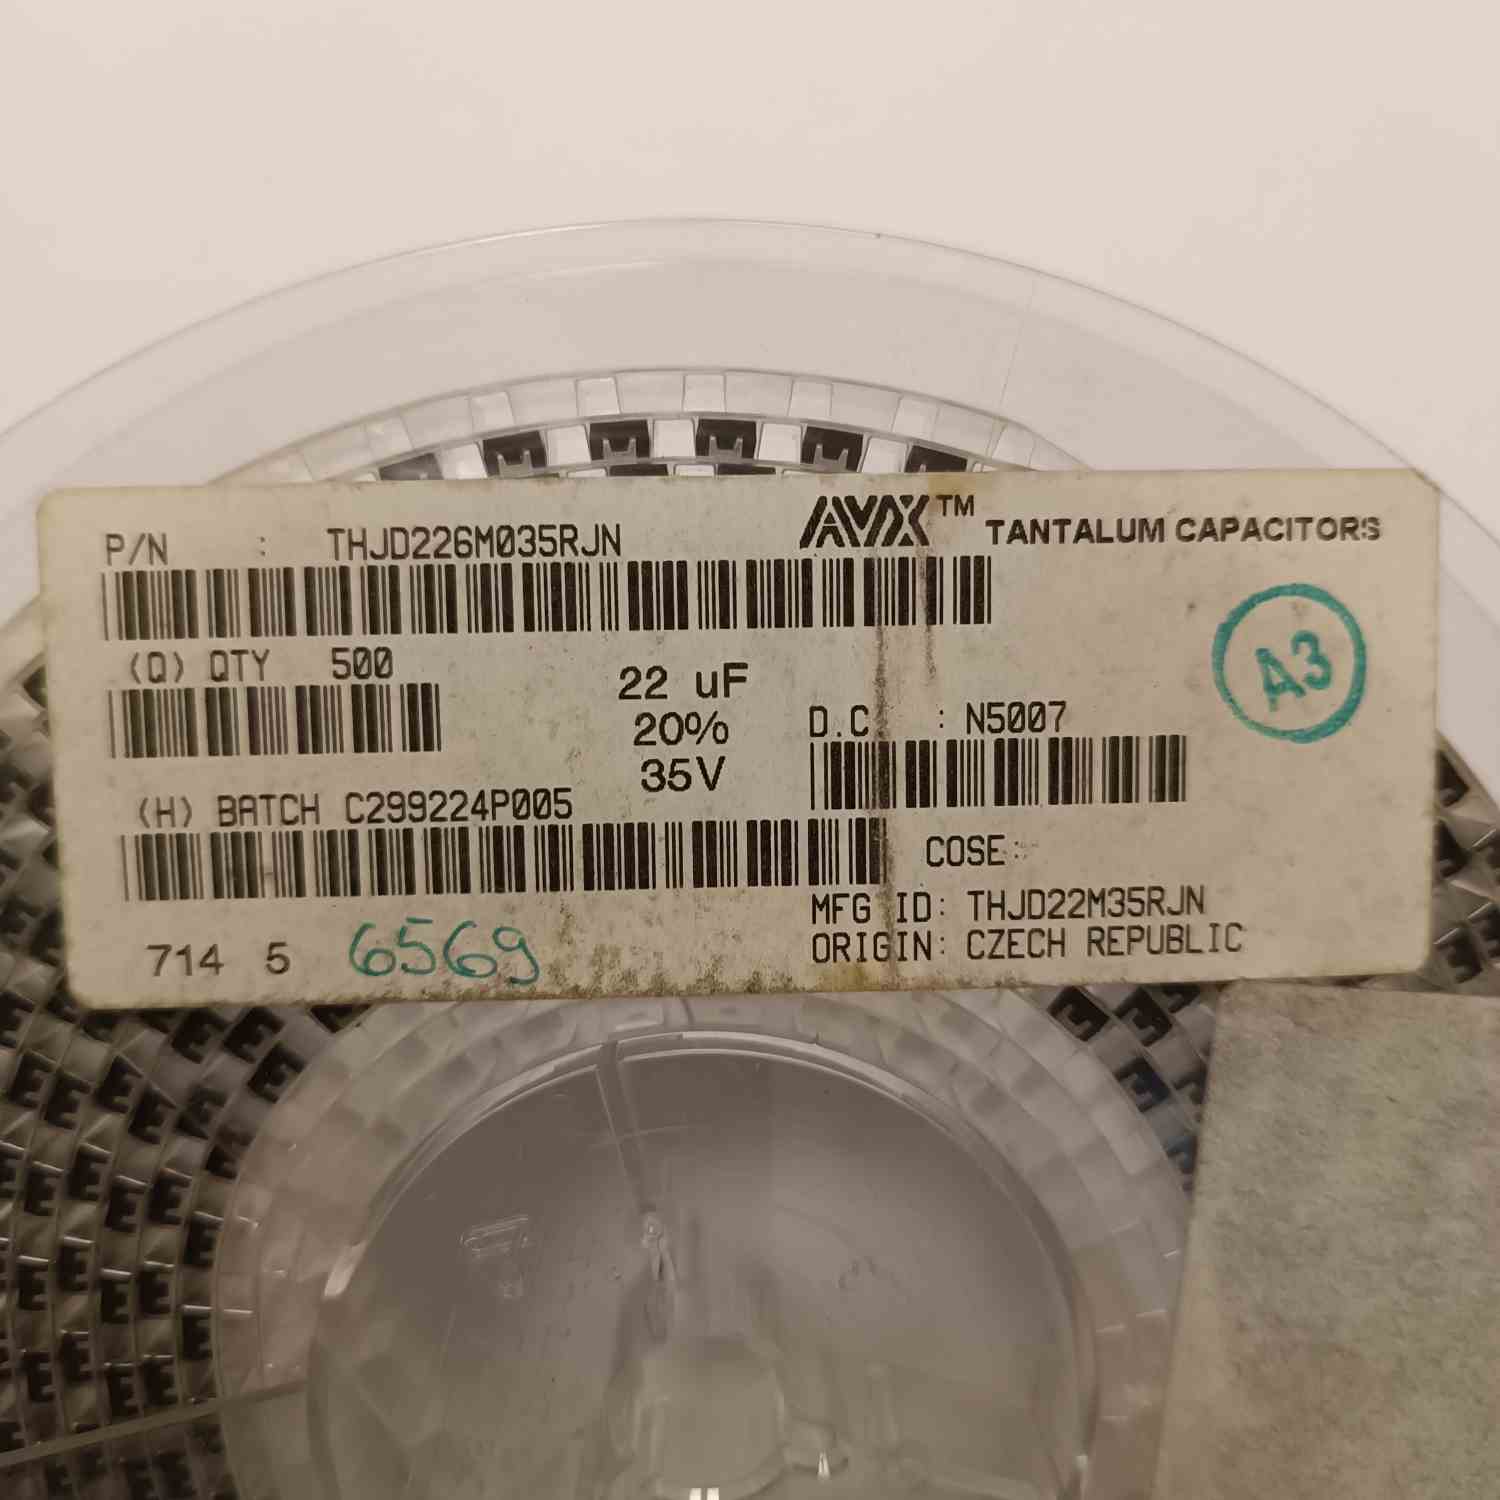 P/N : THJD226M035RJN
AVX™ TANTALUM CAPACITORS
(Q) QTY 500
22 uF
20%
35V
D.C : N5007
A3
(H) BATCH C299224P005
COSE:
MFG ID: THJD22M35RJN
ORIGIN: CZECH REPUBLIC
714 5 6569